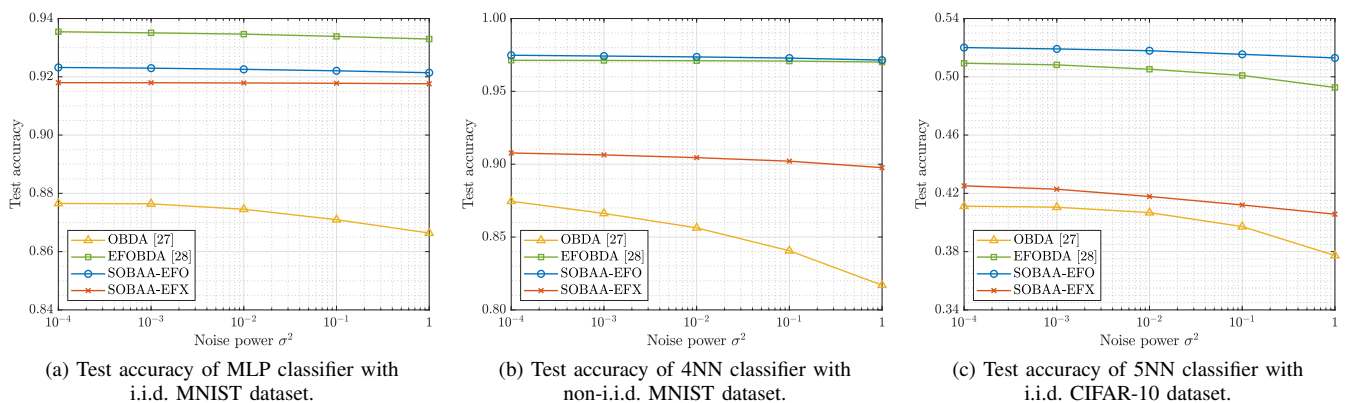 0.94
0.92
0.90
0.88
0.86
0.84
Test accuracy
OBDA [27]
EFOBDA [28]
SOBAA-EFO
SOBAA-EFX
10⁻⁴ 10⁻³ 10⁻² 10⁻¹ 1
Noise power σ²
(a) Test accuracy of MLP classifier with
i.i.d. MNIST dataset.
1.00
0.95
0.90
0.85
0.80
Test accuracy
OBDA [27]
EFOBDA [28]
SOBAA-EFO
SOBAA-EFX
10⁻⁴ 10⁻³ 10⁻² 10⁻¹ 1
Noise power σ²
(b) Test accuracy of 4NN classifier with
non-i.i.d. MNIST dataset.
0.54
0.50
0.46
0.42
0.38
0.34
Test accuracy
OBDA [27]
EFOBDA [28]
SOBAA-EFO
SOBAA-EFX
10⁻⁴ 10⁻³ 10⁻² 10⁻¹ 1
Noise power σ²
(c) Test accuracy of 5NN classifier with
i.i.d. CIFAR-10 dataset.